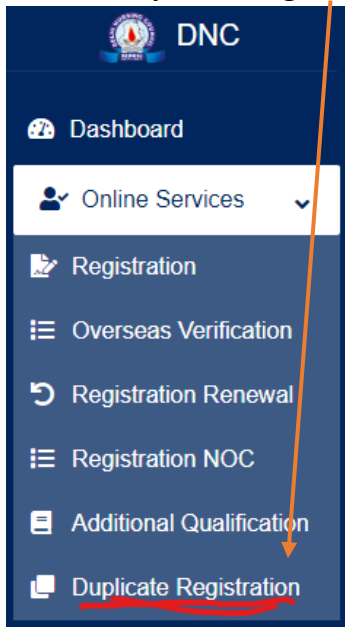 DNC
Dashboard
Online Services
Registration
Overseas Verification
Registration Renewal
Registration NOC
Additional Qualification
Duplicate Registration